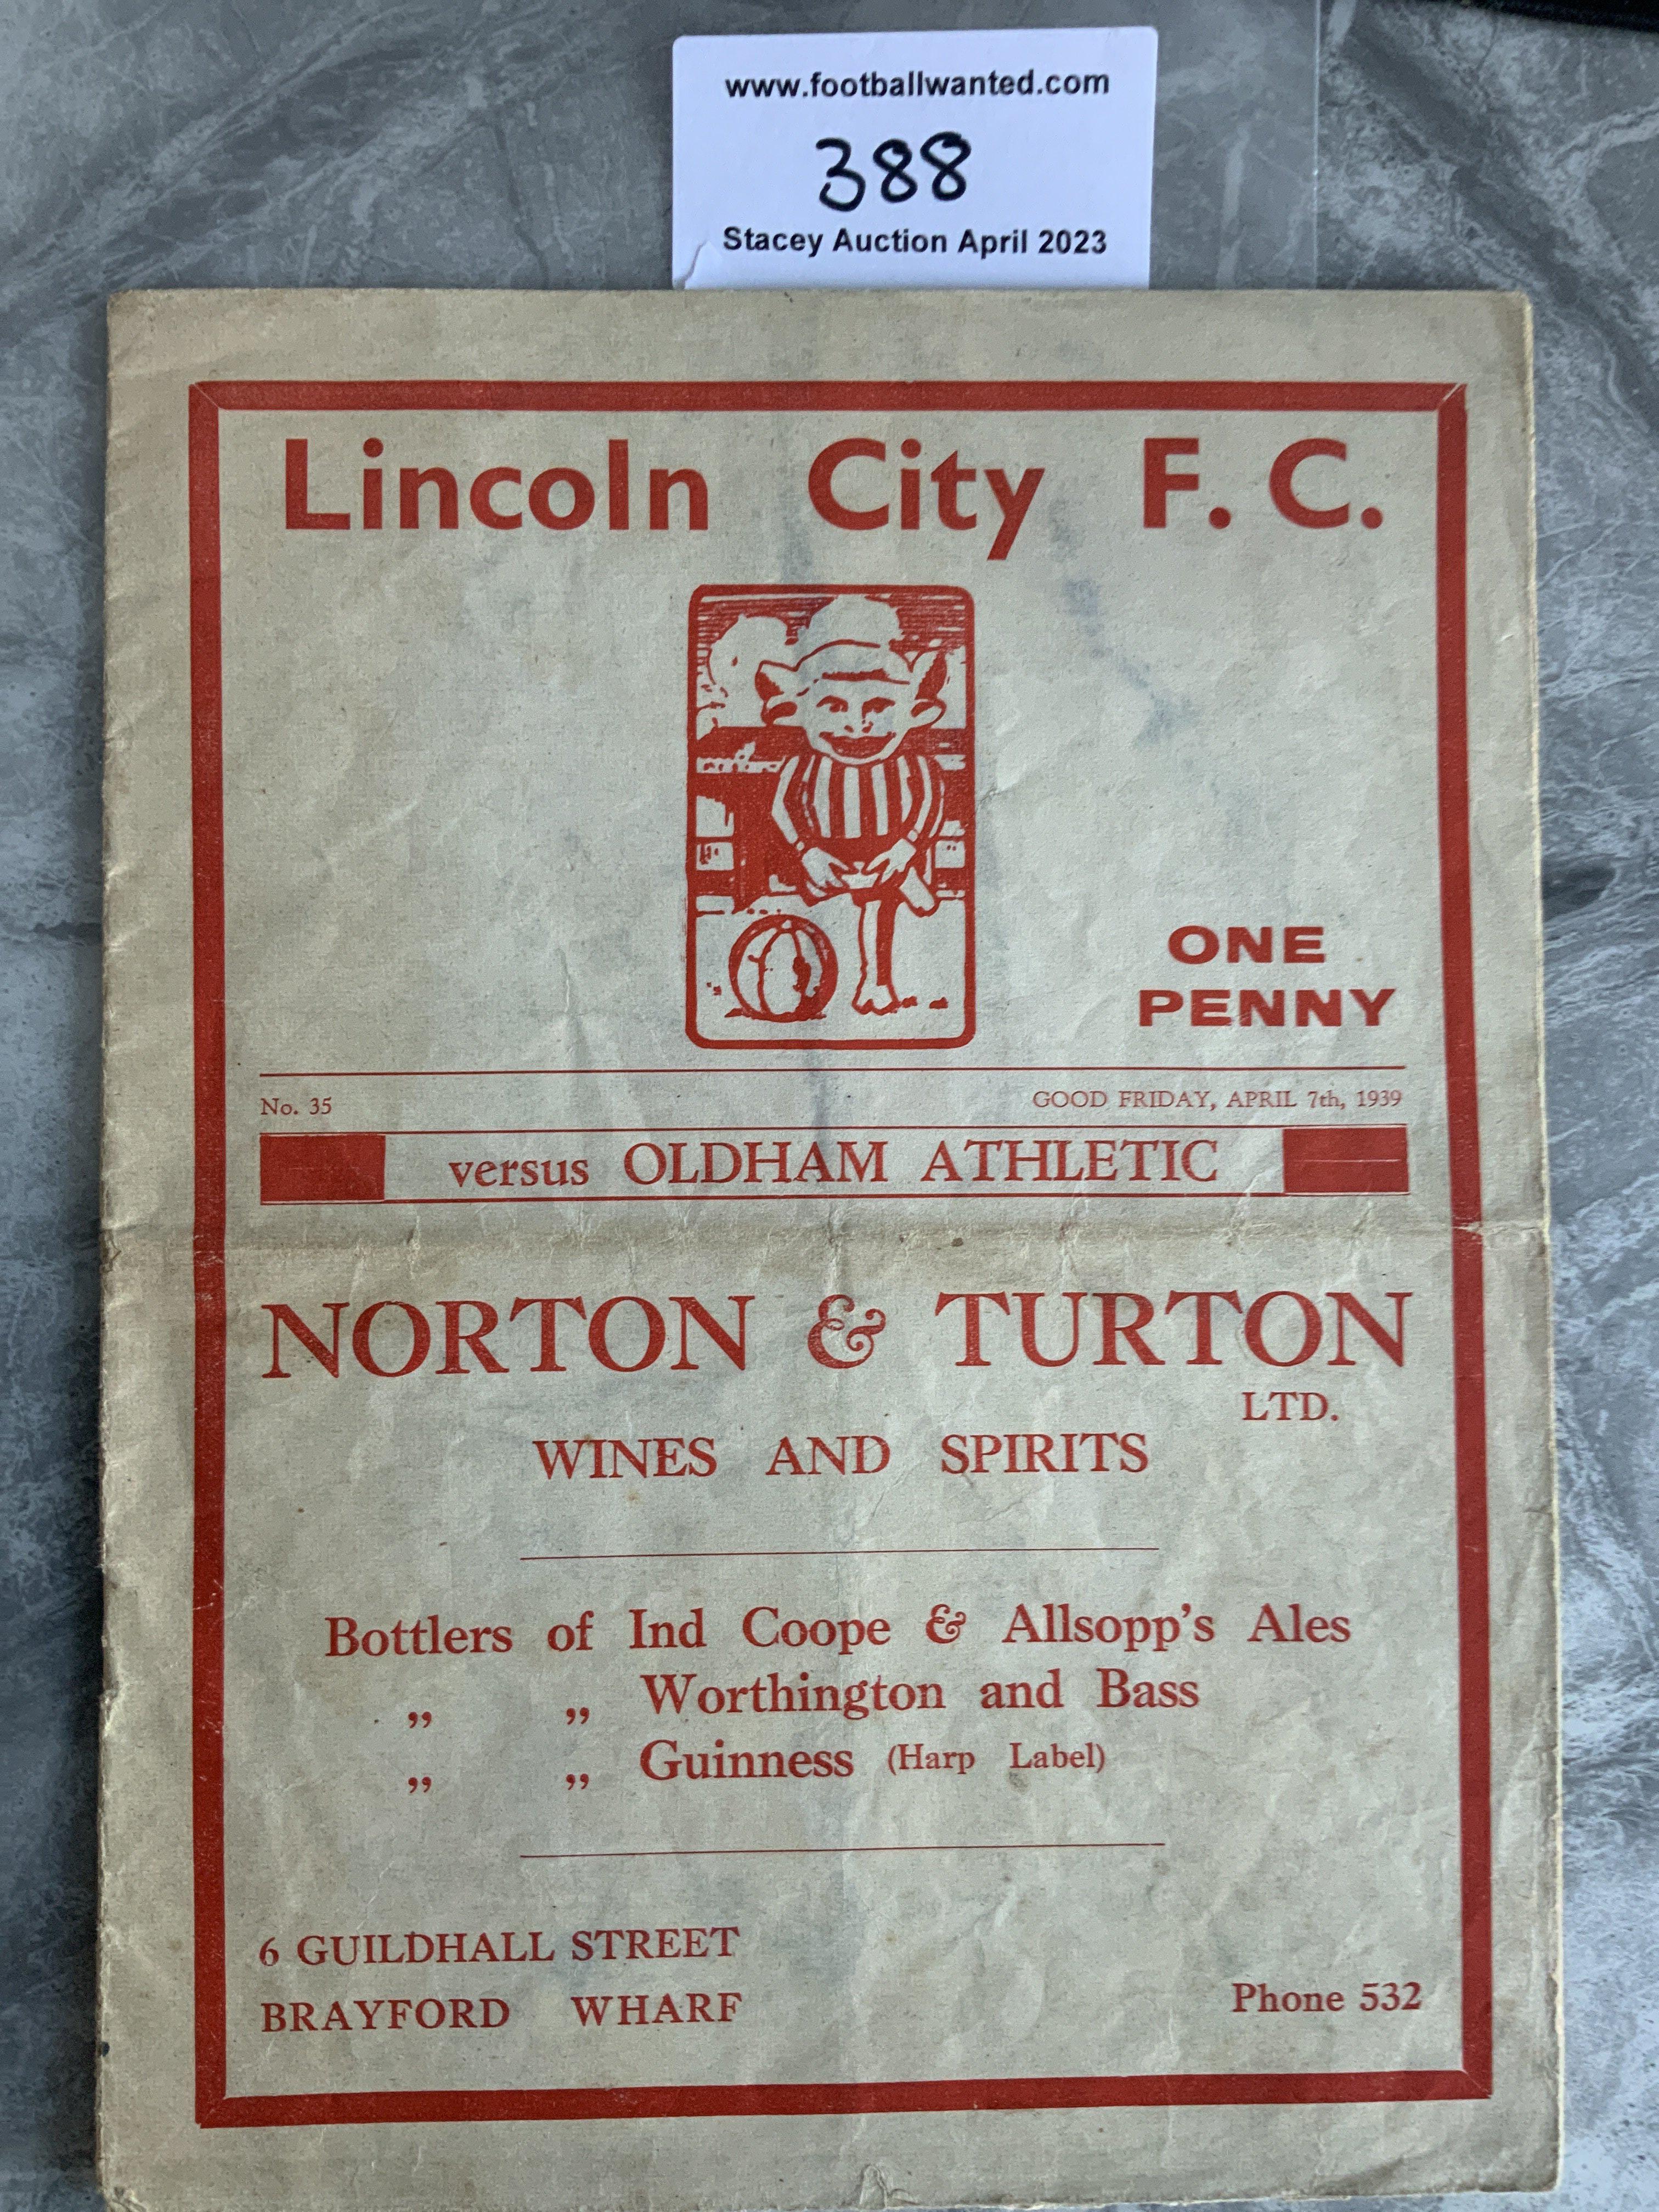 www.footballwanted.com
388
Stacey Auction April 2023
Lincoln City F. C.
ONE
PENNY
No. 35 GOOD FRIDAY, APRIL 7th, 1939
versus OLDHAM ATHLETIC
NORTON & TURTON
LTD.
WINES AND SPIRITS
Bottlers of Ind Coope & Allsopp's Ales
„ „ Worthington and Bass
„ „ Guinness (Harp Label)
6 GUILDHALL STREET
BRAYFORD WHARF Phone 532